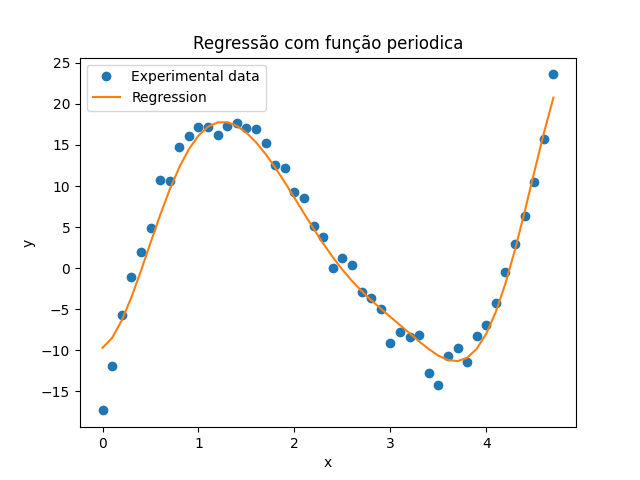 Regressão com função periodica
Experimental data
Regression
25
20
15
10
5
0
−5
−10
−15
y
0 1 2 3 4
x